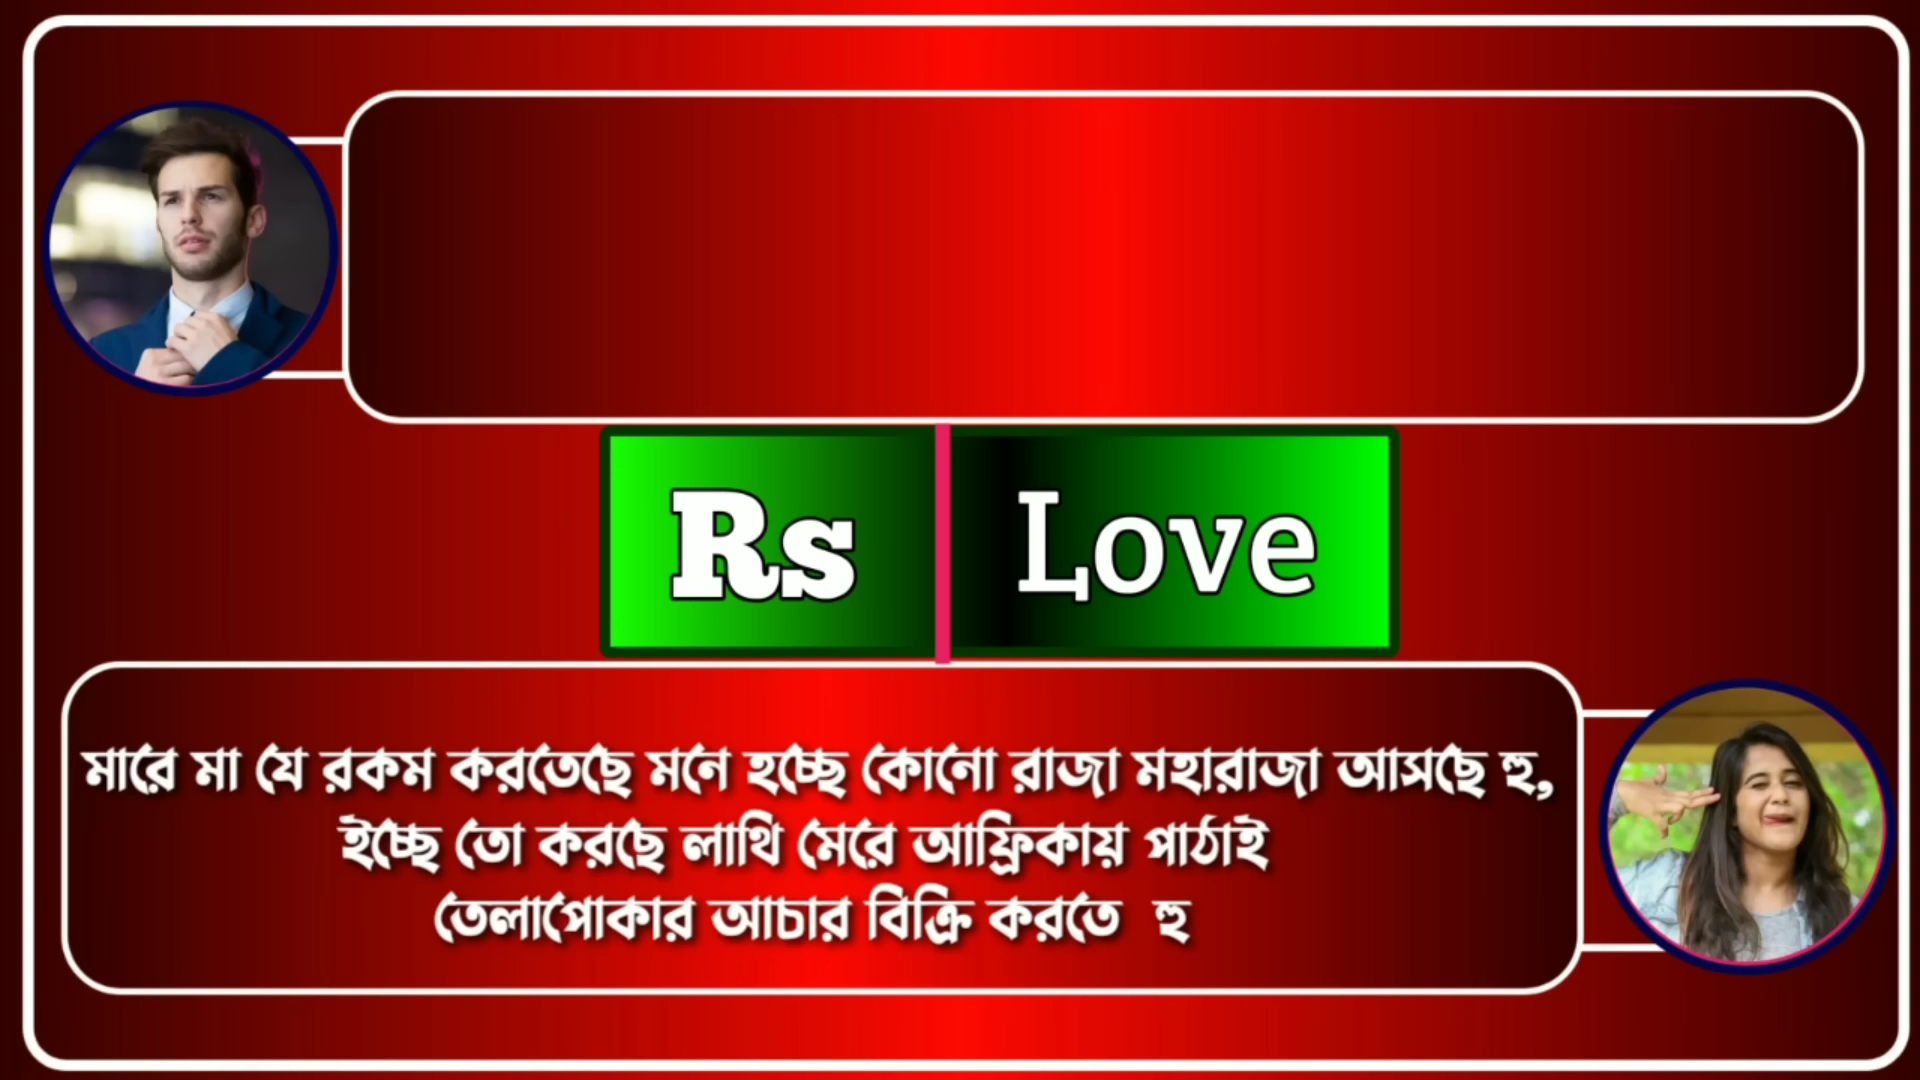 Rs Love
মারে মা যে রকম করতেছে মনে হচ্ছে কোনো রাজা মহারাজা আসছে হু,
ইচ্ছে তো করছে লাথি মেরে আফ্রিকায় পাঠাই
তেলাপোকার আচার বিক্রি করতে হু